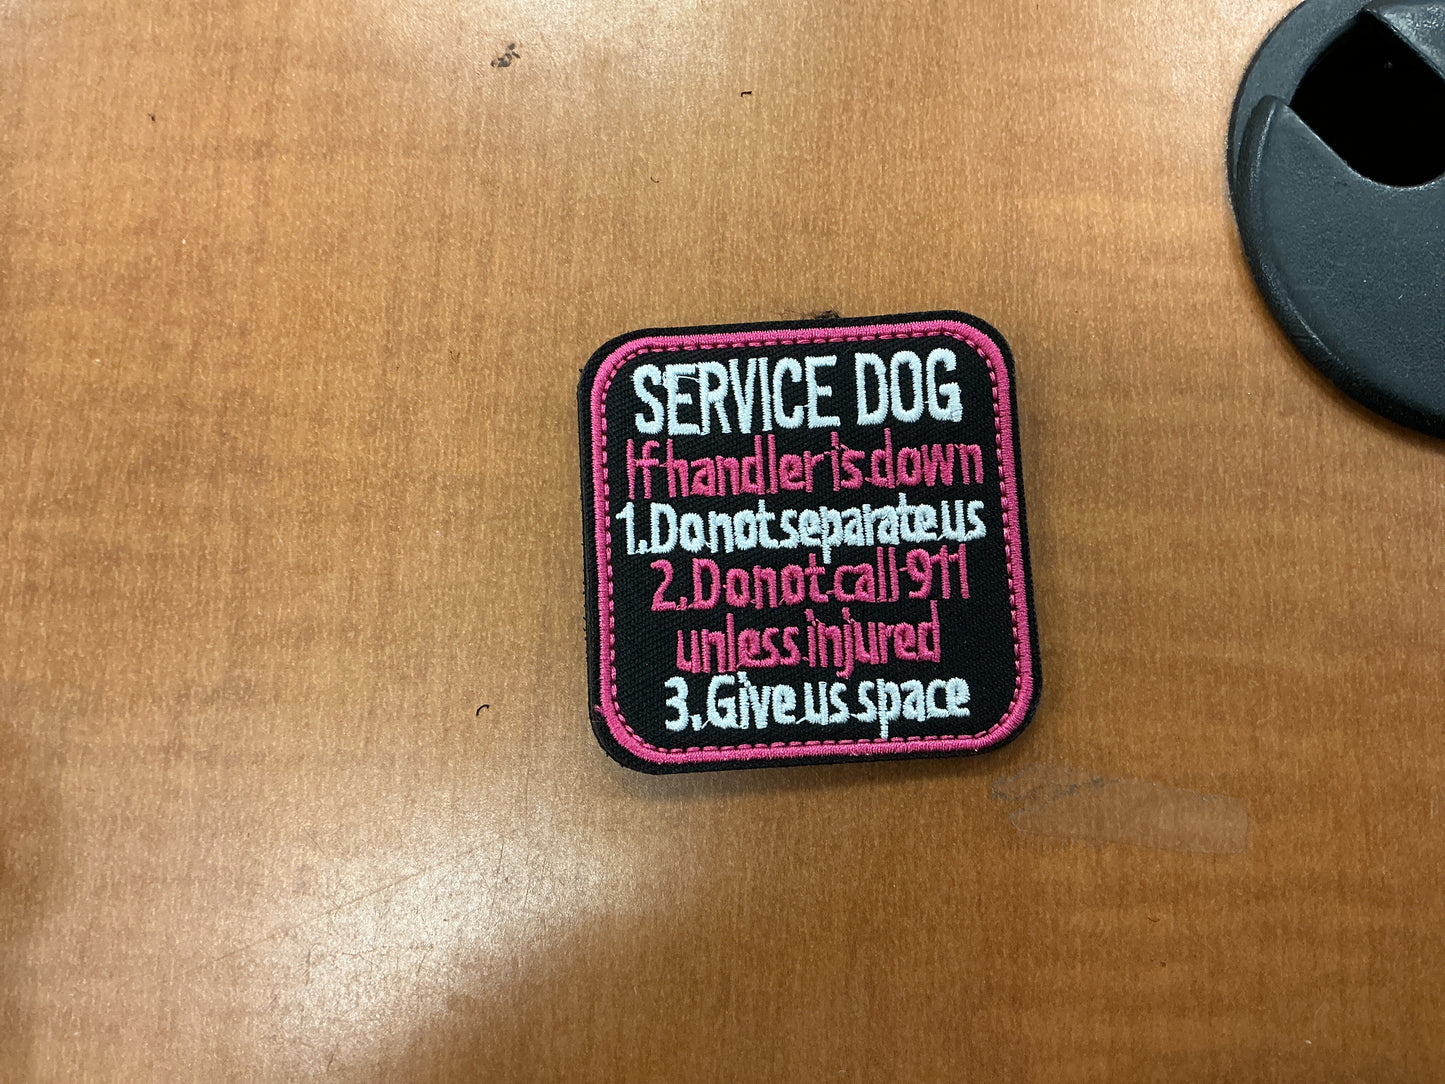 SERVICE DOG
If handler is down
1. Do not separate us
2. Do not call 911
unless injured
3. Give us space